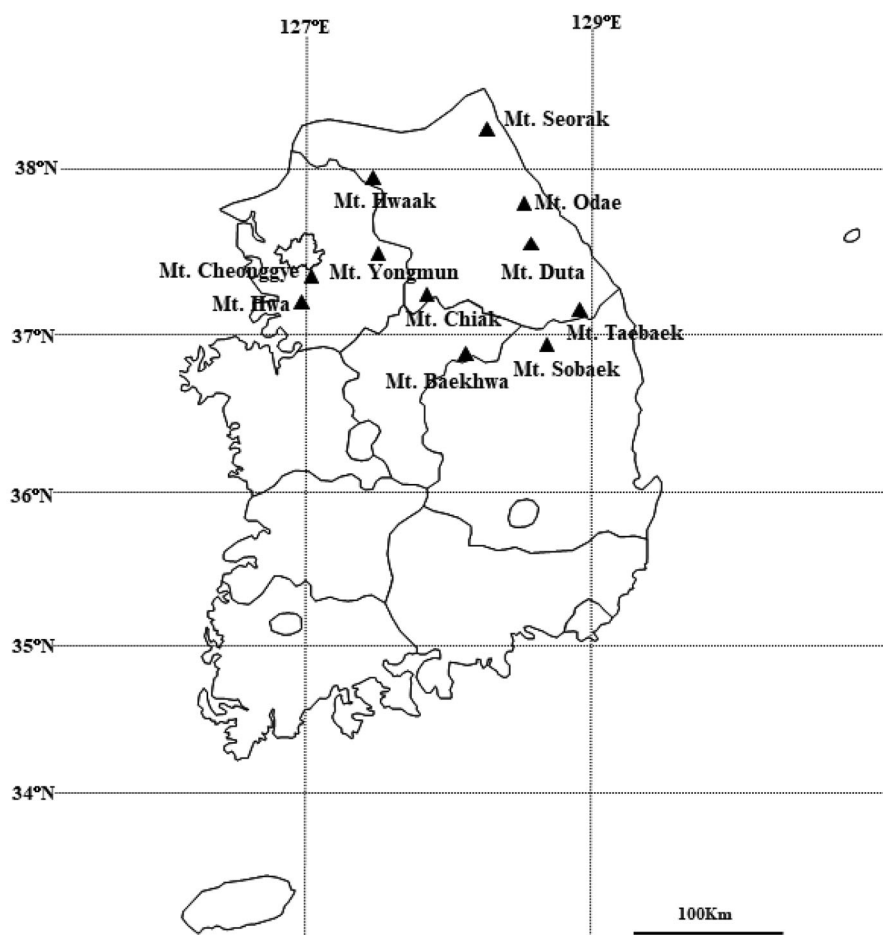 127ºE
129ºE
Mt. Seorak
38ºN
Mt. Hwaak
Mt. Odae
Mt. Cheonggye
Mt. Yongmun
Mt. Duta
Mt. Hwa
Mt. Chiak
37ºN
Mt. Taebaek
Mt. Baekhwa
Mt. Sobaek
36ºN
35ºN
34ºN
100Km